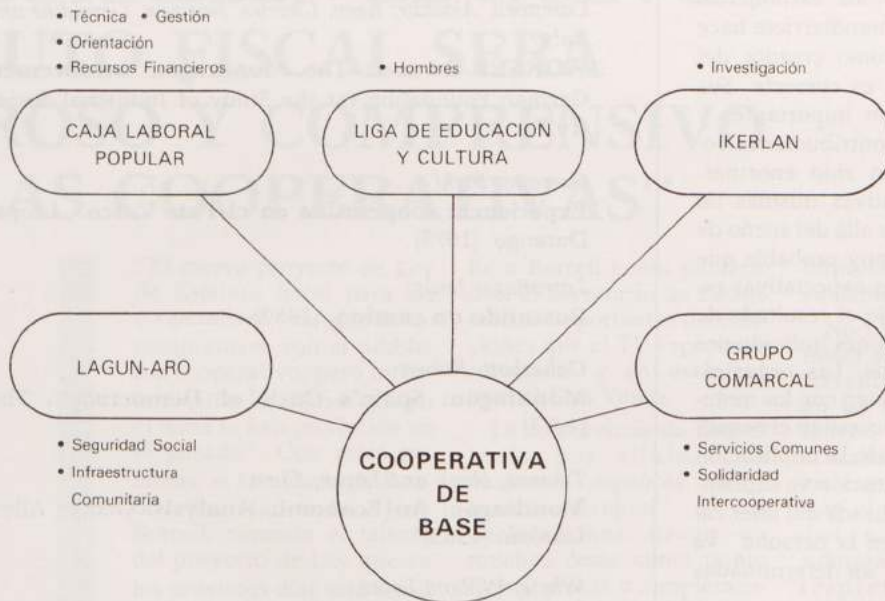 • Técnica • Gestión
• Orientación
• Recursos Financieros
CAJA LABORAL
POPULAR
• Hombres
LIGA DE EDUCACION
Y CULTURA
• Investigación
IKERLAN
LAGUN-ARO
• Seguridad Social
• Infraestructura
Comunitaria
COOPERATIVA
DE
BASE
GRUPO
COMARCAL
• Servicios Comunes
• Solidaridad
Intercooperativa